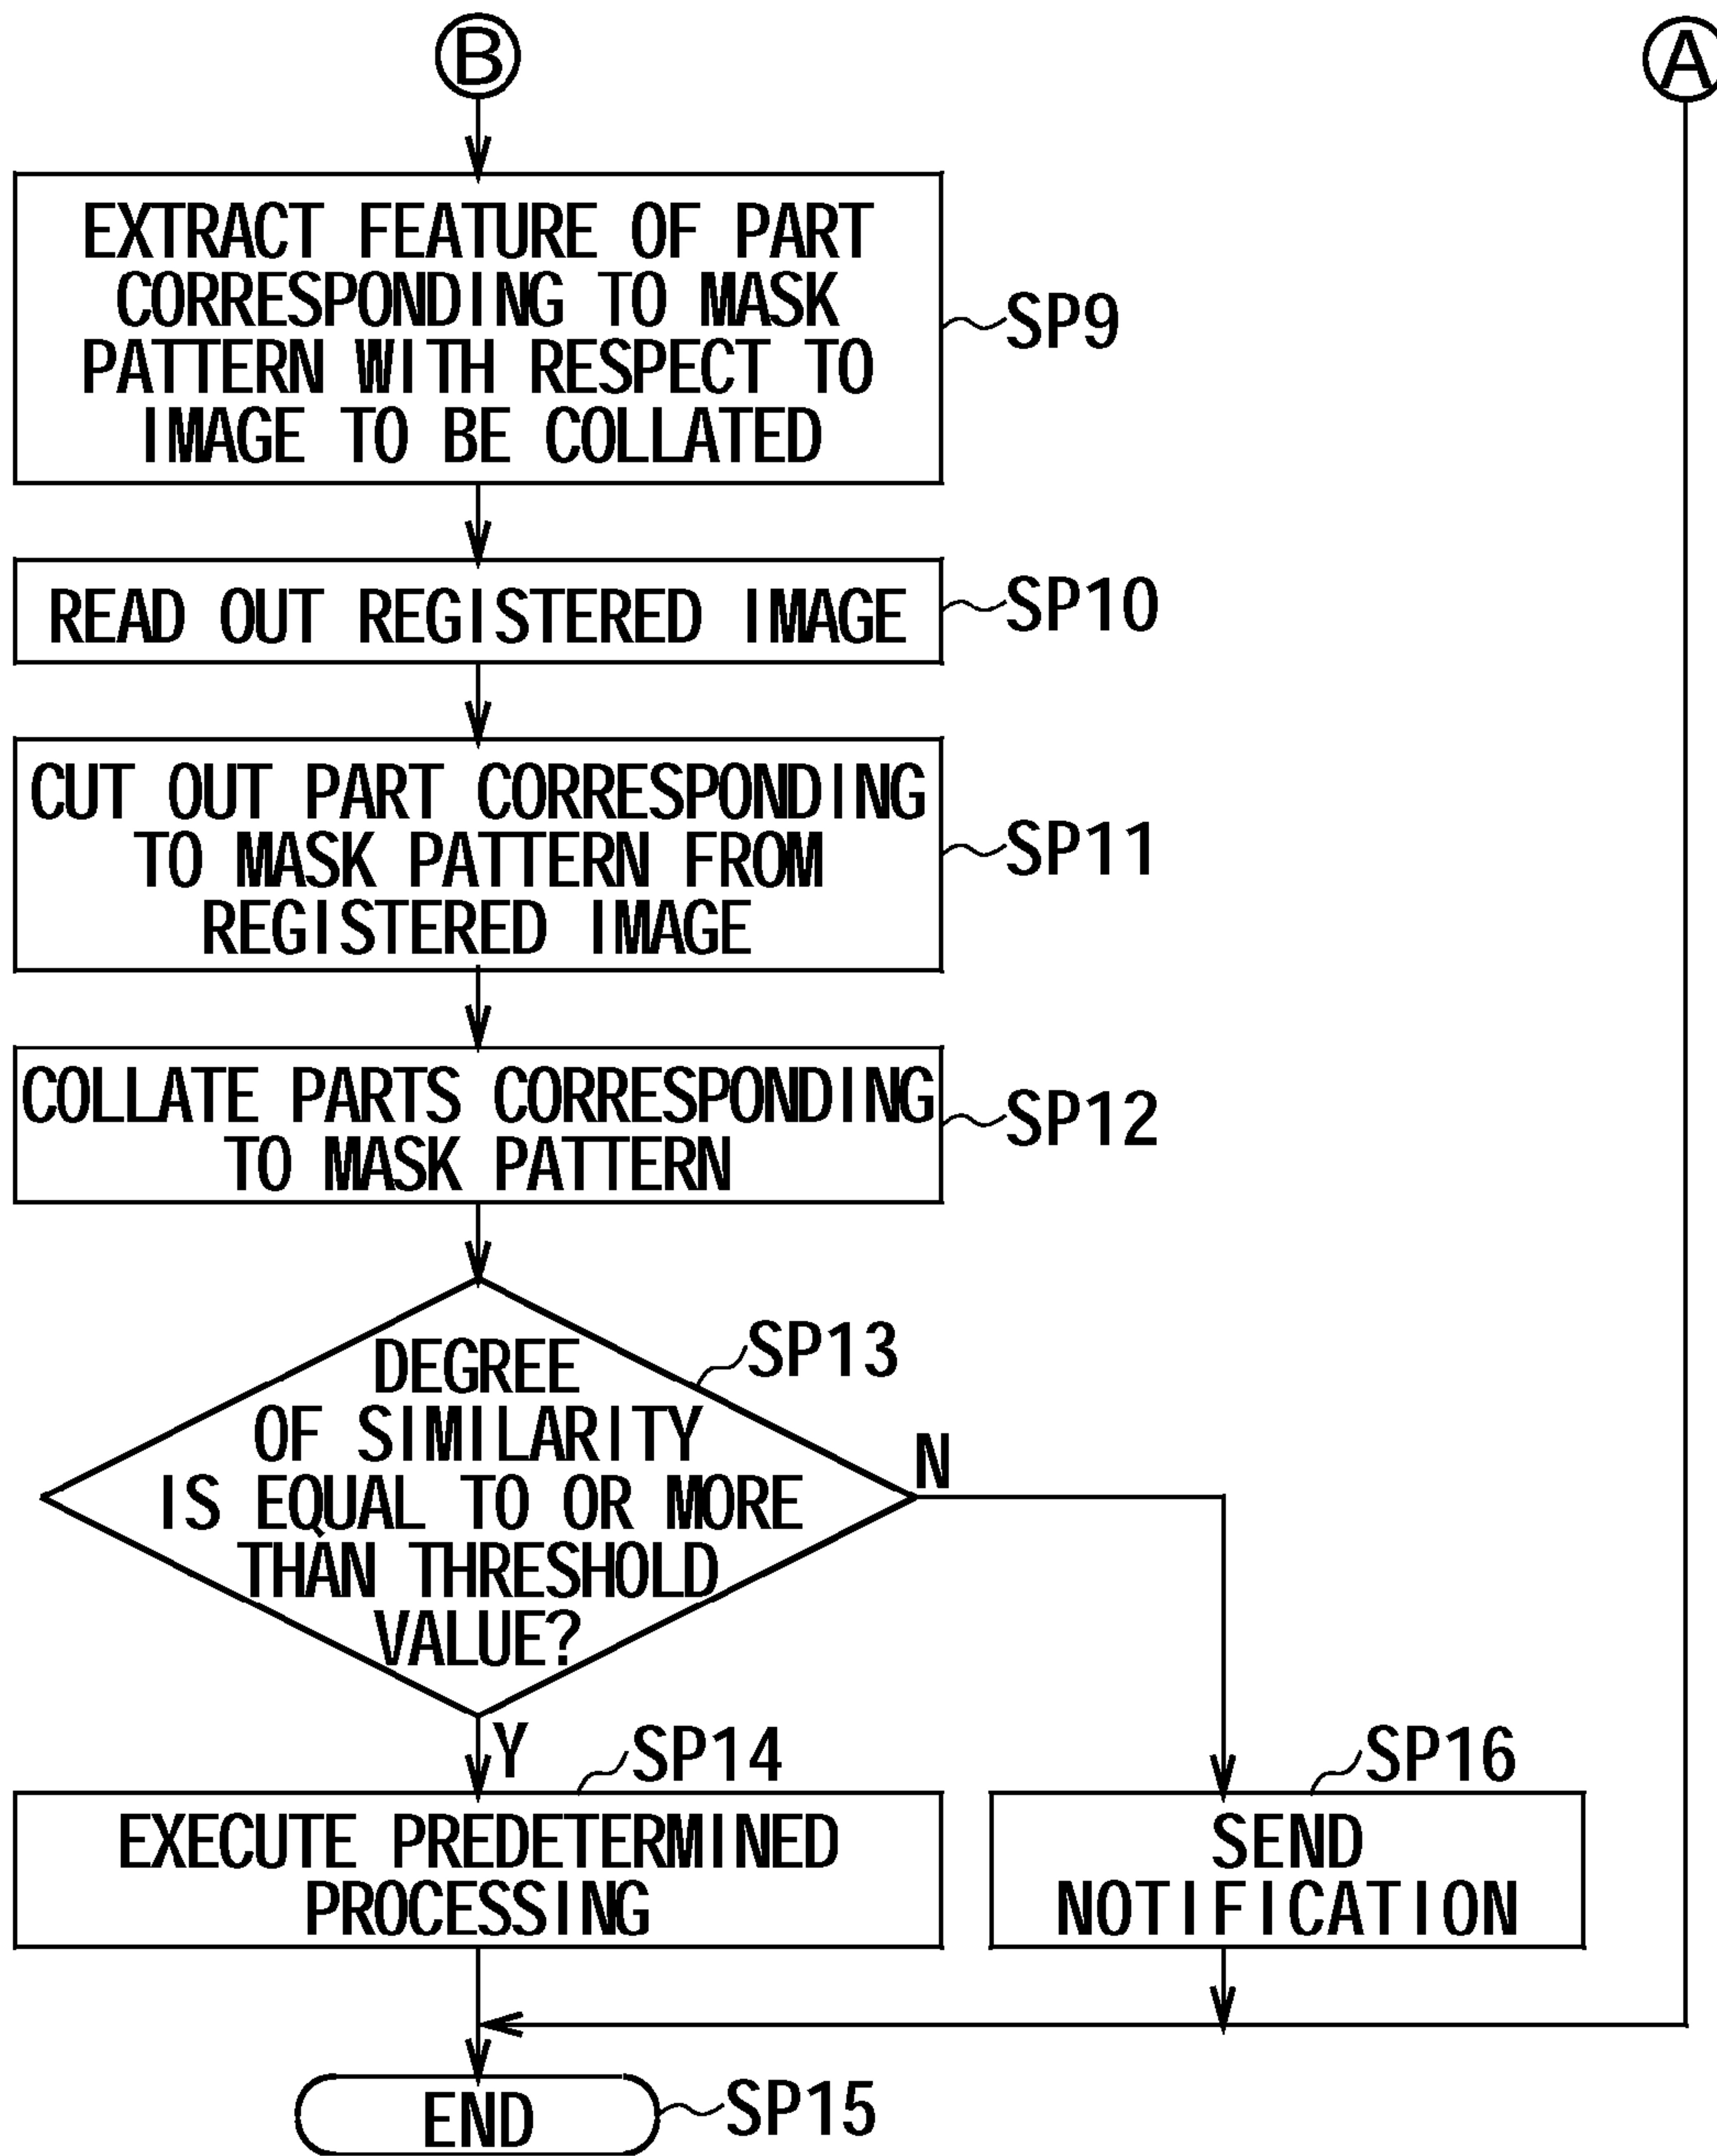 B
A
EXTRACT FEATURE OF PART
CORRESPONDING TO MASK
PATTERN WITH RESPECT TO
IMAGE TO BE COLLATED
SP9
READ OUT REGISTERED IMAGE
SP10
CUT OUT PART CORRESPONDING
TO MASK PATTERN FROM
REGISTERED IMAGE
SP11
COLLATE PARTS CORRESPONDING
TO MASK PATTERN
SP12
DEGREE
OF SIMILARITY
IS EQUAL TO OR MORE
THAN THRESHOLD
VALUE?
SP13
N
Y
SP14
EXECUTE PREDETERMINED
PROCESSING
SP16
SEND
NOTIFICATION
END
SP15